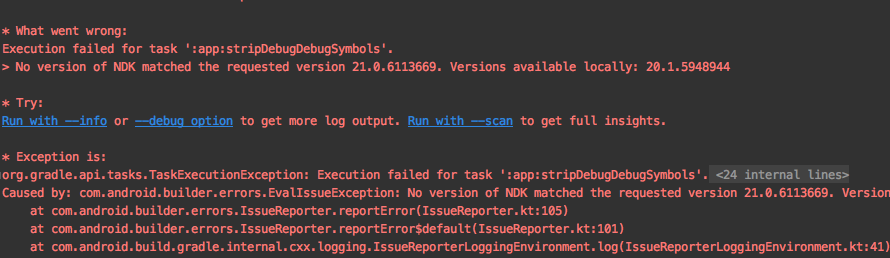 * What went wrong:
Execution failed for task ':app:stripDebugDebugSymbols'.
> No version of NDK matched the requested version 21.0.6113669. Versions available locally: 20.1.5948944
* Try:
Run with --info or --debug option to get more log output. Run with --scan to get full insights.
* Exception is:
org.gradle.api.tasks.TaskExecutionException: Execution failed for task ':app:stripDebugDebugSymbols'. <24 internal lines>
Caused by: com.android.builder.errors.EvalIssueException: No version of NDK matched the requested version 21.0.6113669. Version
at com.android.builder.errors.IssueReporter.reportError(IssueReporter.kt:105)
at com.android.builder.errors.IssueReporter.reportError$default(IssueReporter.kt:101)
at com.android.build.gradle.internal.cxx.logging.IssueReporterLoggingEnvironment.log(IssueReporterLoggingEnvironment.kt:41)